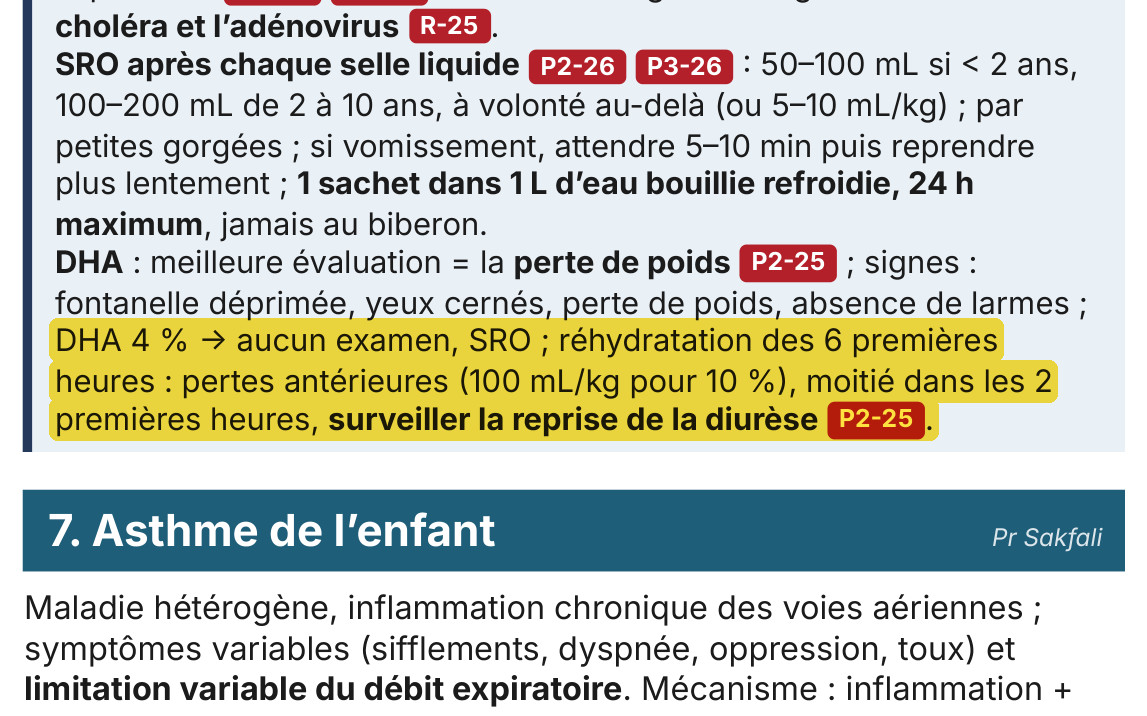 choléra et l’adénovirus R-25.
SRO après chaque selle liquide P2-26 P3-26 : 50–100 mL si < 2 ans,
100–200 mL de 2 à 10 ans, à volonté au-delà (ou 5–10 mL/kg) ; par
petites gorgées ; si vomissement, attendre 5–10 min puis reprendre
plus lentement ; 1 sachet dans 1 L d’eau bouillie refroidie, 24 h
maximum, jamais au biberon.
DHA : meilleure évaluation = la perte de poids P2-25 ; signes :
fontanelle déprimée, yeux cernés, perte de poids, absence de larmes ;
DHA 4 % → aucun examen, SRO ; réhydratation des 6 premières
heures : pertes antérieures (100 mL/kg pour 10 %), moitié dans les 2
premières heures, surveiller la reprise de la diurèse P2-25.
7. Asthme de l’enfant
Pr Sakfali
Maladie hétérogène, inflammation chronique des voies aériennes ;
symptômes variables (sifflements, dyspnée, oppression, toux) et
limitation variable du débit expiratoire. Mécanisme : inflammation +